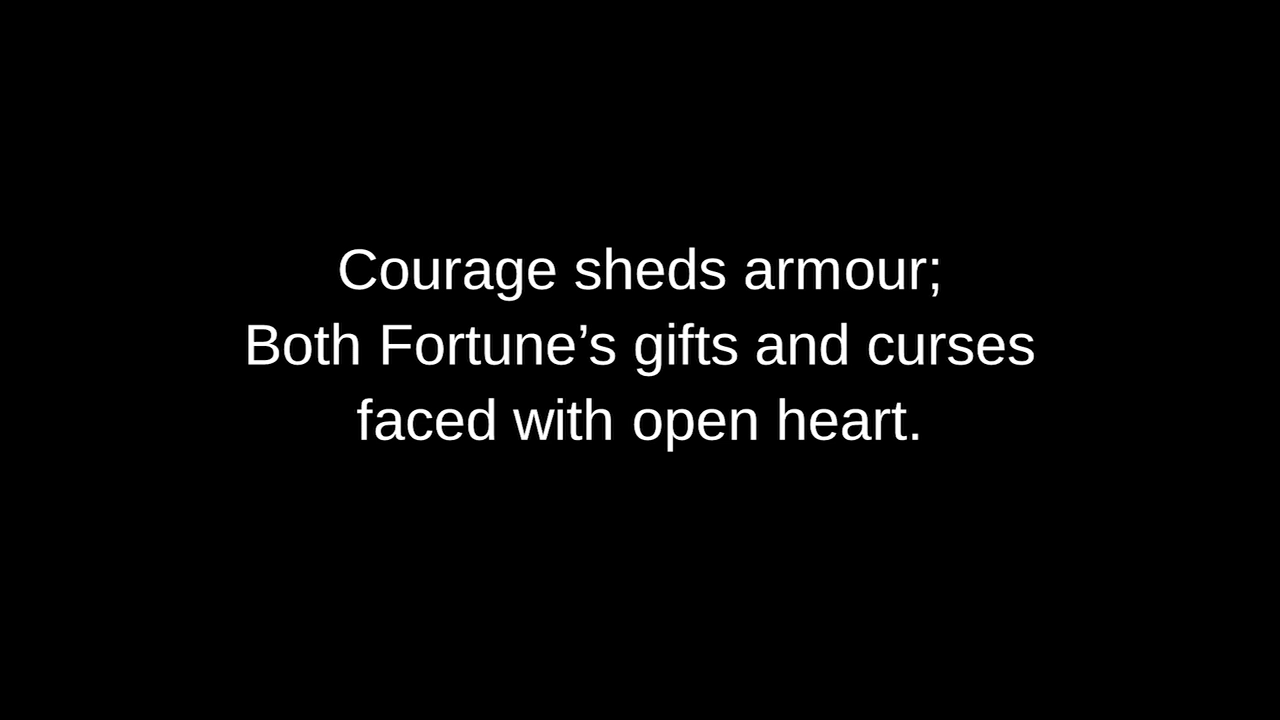 Courage sheds armour;
Both Fortune’s gifts and curses
faced with open heart.